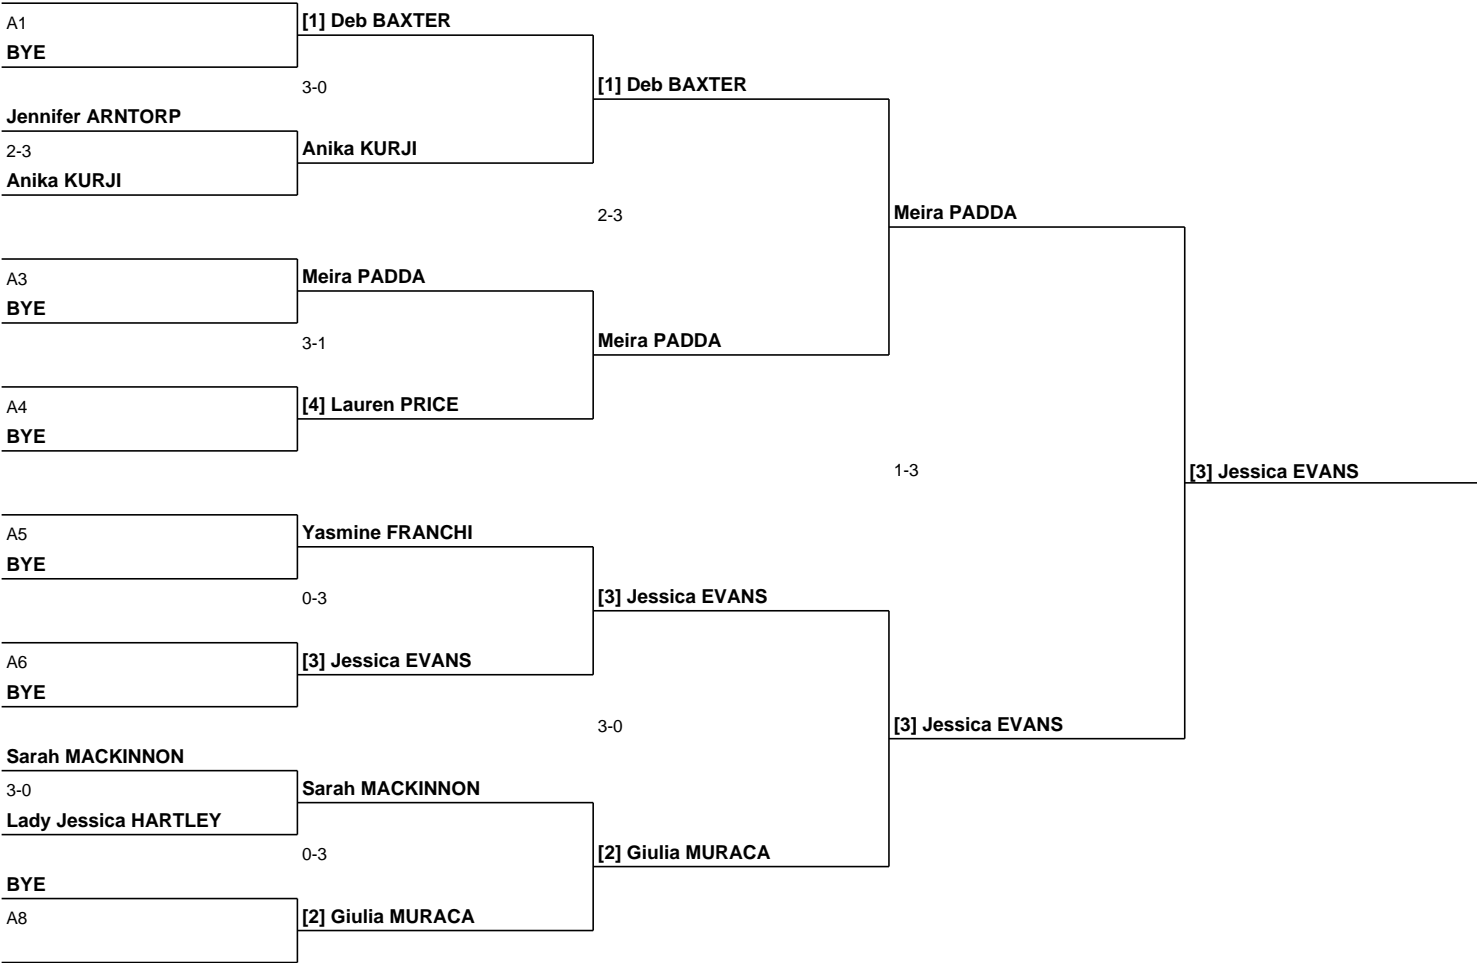 A1
BYE
[1] Deb BAXTER
3-0
Jennifer ARNTORP
2-3
Anika KURJI
Anika KURJI
[1] Deb BAXTER
2-3
A3
BYE
Meira PADDA
3-1
A4
BYE
[4] Lauren PRICE
Meira PADDA
Meira PADDA
1-3
[3] Jessica EVANS
A5
BYE
Yasmine FRANCHI
0-3
A6
BYE
[3] Jessica EVANS
[3] Jessica EVANS
3-0
[3] Jessica EVANS
Sarah MACKINNON
3-0
Lady Jessica HARTLEY
Sarah MACKINNON
0-3
BYE
A8
[2] Giulia MURACA
[2] Giulia MURACA